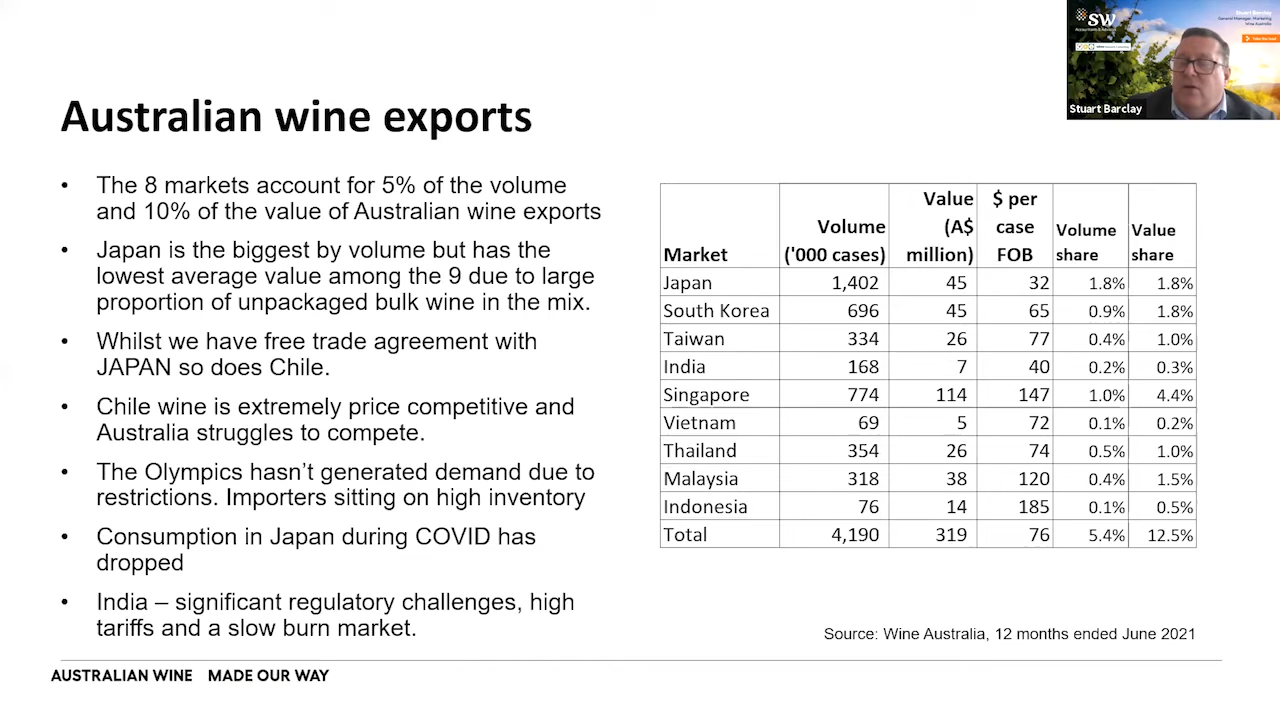 SW
Accountants & Advisors
Stuart Barclay
General Manager, Marketing
Wine Australia
Stuart Barclay
Australian wine exports
• The 8 markets account for 5% of the volume
and 10% of the value of Australian wine exports
• Japan is the biggest by volume but has the
lowest average value among the 9 due to large
proportion of unpackaged bulk wine in the mix.
• Whilst we have free trade agreement with
JAPAN so does Chile.
• Chile wine is extremely price competitive and
Australia struggles to compete.
• The Olympics hasn’t generated demand due to
restrictions. Importers sitting on high inventory
• Consumption in Japan during COVID has
dropped
• India – significant regulatory challenges, high
tariffs and a slow burn market.
Market Volume ('000 cases) Value (A$ million) $ per case FOB Volume share Value share
Japan 1,402 45 32 1.8% 1.8%
South Korea 696 45 65 0.9% 1.8%
Taiwan 334 26 77 0.4% 1.0%
India 168 7 40 0.2% 0.3%
Singapore 774 114 147 1.0% 4.4%
Vietnam 69 5 72 0.1% 0.2%
Thailand 354 26 74 0.5% 1.0%
Malaysia 318 38 120 0.4% 1.5%
Indonesia 76 14 185 0.1% 0.5%
Total 4,190 319 76 5.4% 12.5%
Source: Wine Australia, 12 months ended June 2021
AUSTRALIAN WINE MADE OUR WAY